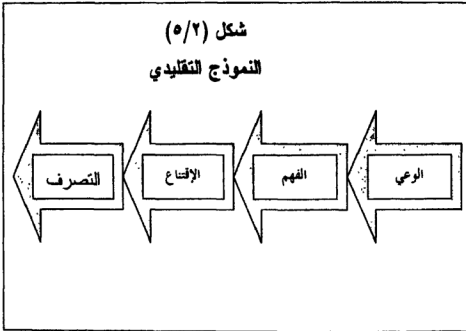 شكل (٥/٢)
النموذج التقليدي
الوعي
الفهم
الإقتناع
التصرف